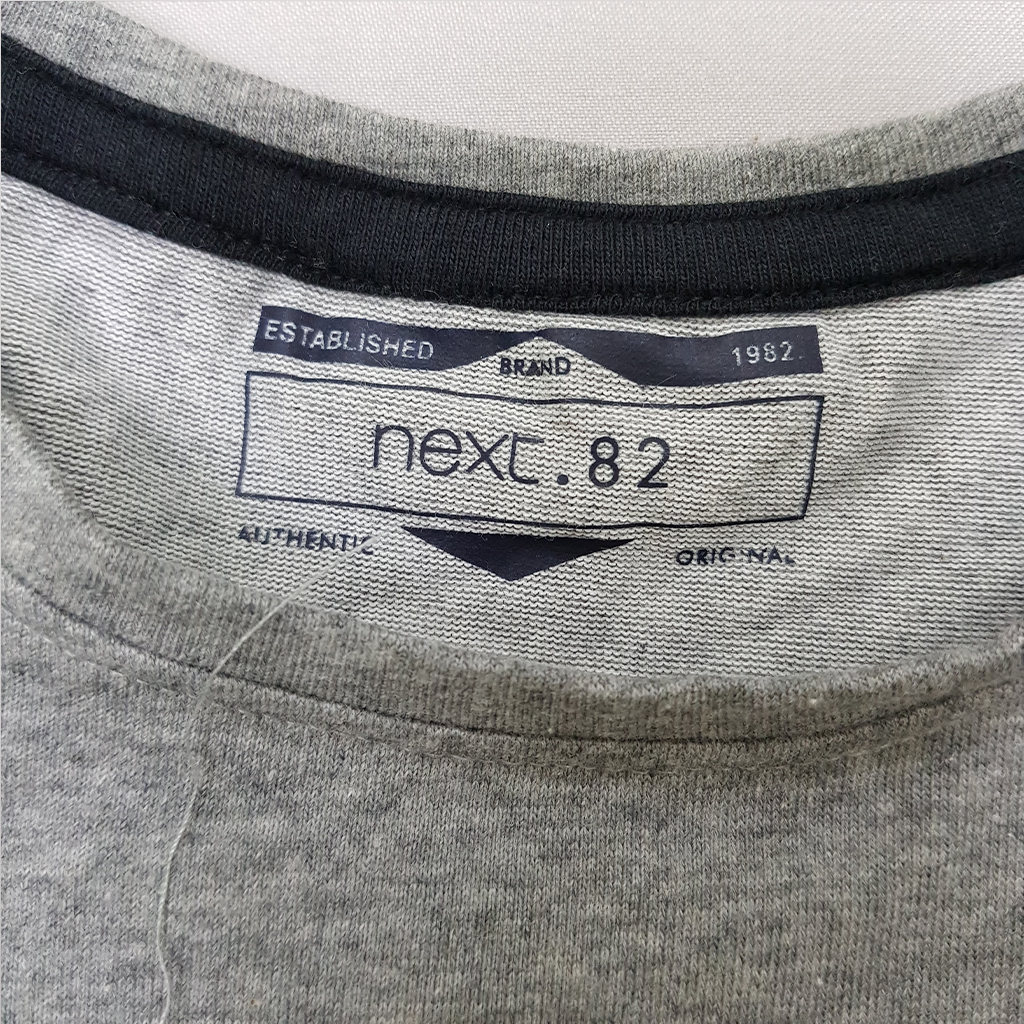 ESTABLISHED BRAND 1982.
next.82
AUTHENTIC ORIGINAL